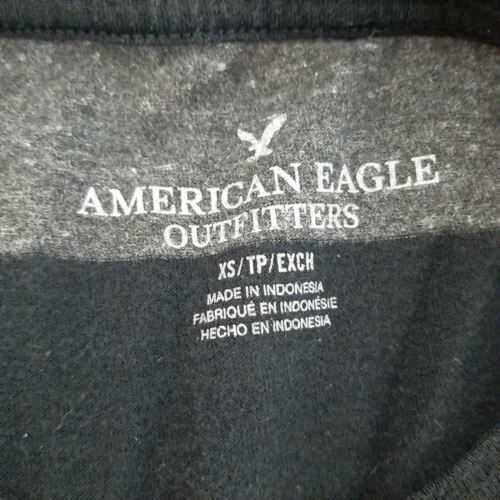 AMERICAN EAGLE
OUTFITTERS
XS/TP/EXCH
MADE IN INDONESIA
FABRIQUÉ EN INDONÉSIE
HECHO EN INDONESIA